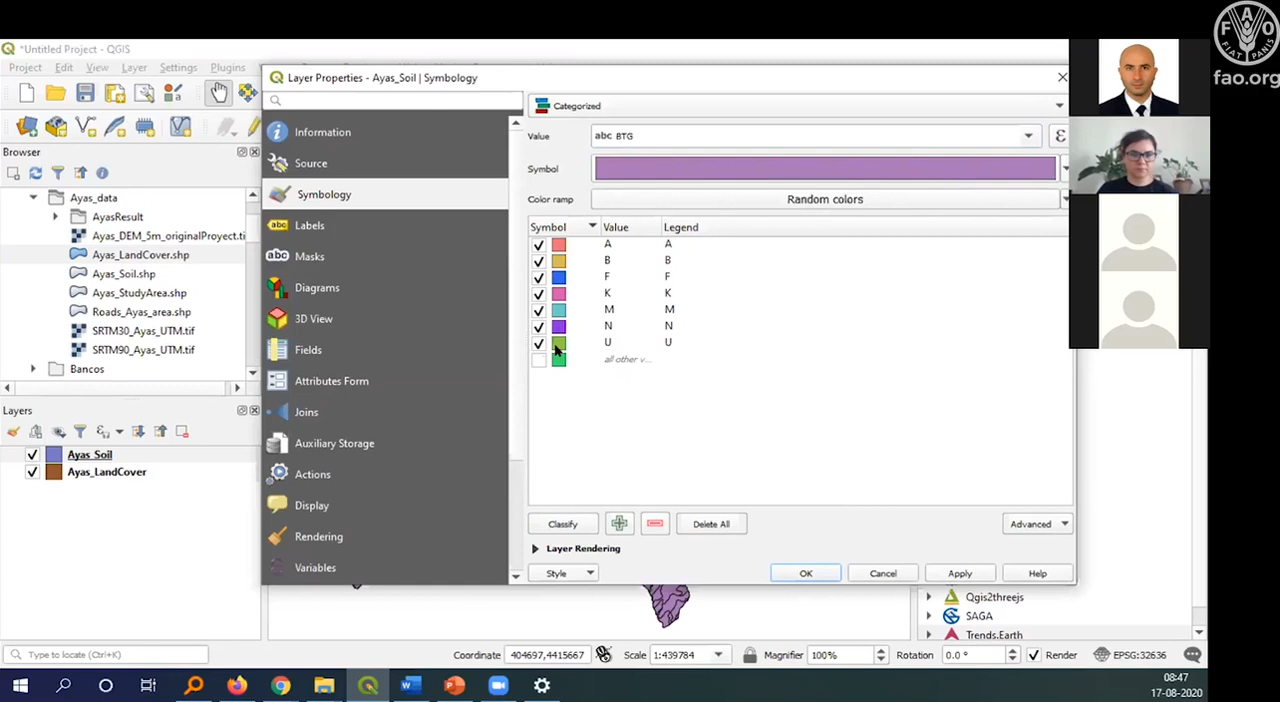 *Untitled Project - QGIS
Project Edit View Layer Settings Plugins
Browser
Ayas_data
AyasResult
Ayas_DEM_5m_originalProyect.ti
Ayas_LandCover.shp
Ayas_Soil.shp
Ayas_StudyArea.shp
Roads_Ayas_area.shp
SRTM30_Ayas_UTM.tif
SRTM90_Ayas_UTM.tif
Bancos
Layers
Ayas_Soil
Ayas_LandCover
Layer Properties - Ayas_Soil | Symbology
Information
Source
Symbology
abc Labels
abc Masks
Diagrams
3D View
Fields
Attributes Form
Joins
Auxiliary Storage
Actions
Display
Rendering
Variables
Categorized
Value abc BTG ε
Symbol
Color ramp Random colors
Symbol Value Legend
A A
B B
F F
K K
M M
N N
U U
all other v...
Classify Delete All Advanced
Layer Rendering
Style OK Cancel Apply Help
Qgis2threejs
SAGA
Trends.Earth
Type to locate (Ctrl+K)
Coordinate 404697,4415667 Scale 1:439784 Magnifier 100% Rotation 0.0 ° Render EPSG:32636
08:47
17-08-2020
F A O
FIAT PANIS
fao.org